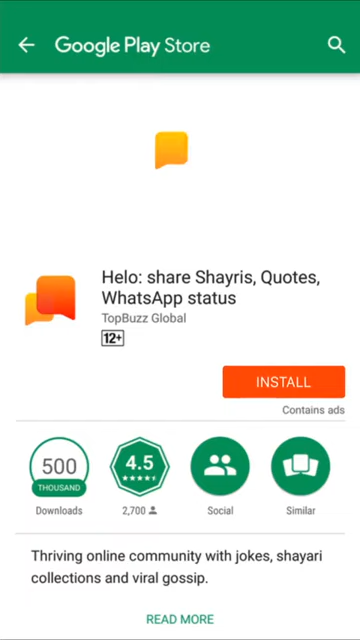 Google Play Store
Helo: share Shayris, Quotes,
WhatsApp status
TopBuzz Global
12+
INSTALL
Contains ads
500
THOUSAND
Downloads
4.5
2,700
Social
Similar
Thriving online community with jokes, shayari
collections and viral gossip.
READ MORE